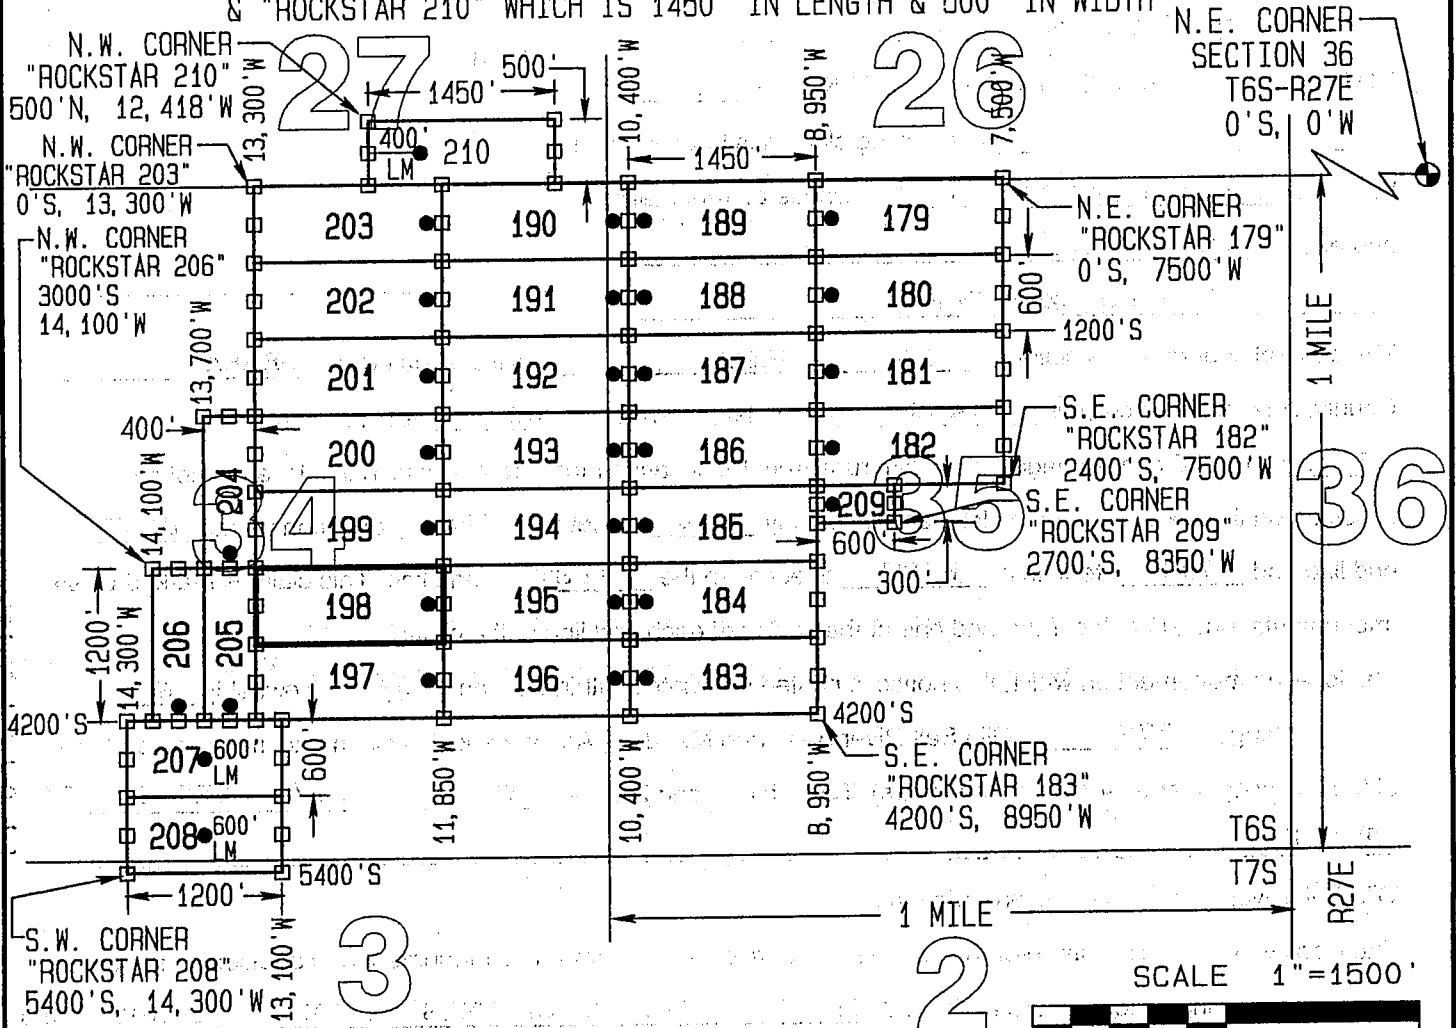 & "ROCKSTAR 210" WHICH IS 1450' IN LENGTH & 500' IN WIDTH
N.W. CORNER
"ROCKSTAR 210"
500'N, 12,418'W
N.W. CORNER
"ROCKSTAR 203"
0'S, 13,300'W
N.W. CORNER
"ROCKSTAR 206"
3000'S
14,100'W
13,300'W.
27
500'
1450'
400'
LM
210
10,400'W.
8,950'W.
26
7,500'W
1450'
N.E. CORNER
SECTION 36
T6S-R27E
0'S, 0'W
N.E. CORNER
"ROCKSTAR 179"
0'S, 7500'W
203
190
189
179
202
191
188
180
600'
1200'S
1 MILE
13,700'W.
201
192
187
181
400'
S.E. CORNER
"ROCKSTAR 182"
2400'S, 7500'W
200
193
186
182
14,100'W.
204
34
209
35
36
S.E. CORNER
"ROCKSTAR 209"
2700'S, 8350'W
199
194
185
600'
300'
1200'
14,300'W.
206
205
198
195
184
197
196
183
4200'S
4200'S
207
600'
LM
600'
208
600'
LM
11,850'W.
10,400'W.
8,950'W.
S.E. CORNER
"ROCKSTAR 183"
4200'S, 8950'W
T6S
T7S
R27E
5400'S
1200'
1 MILE
S.W. CORNER
"ROCKSTAR 208"
5400'S, 14,300'W
13,100'W.
3
2
SCALE 1"=1500'